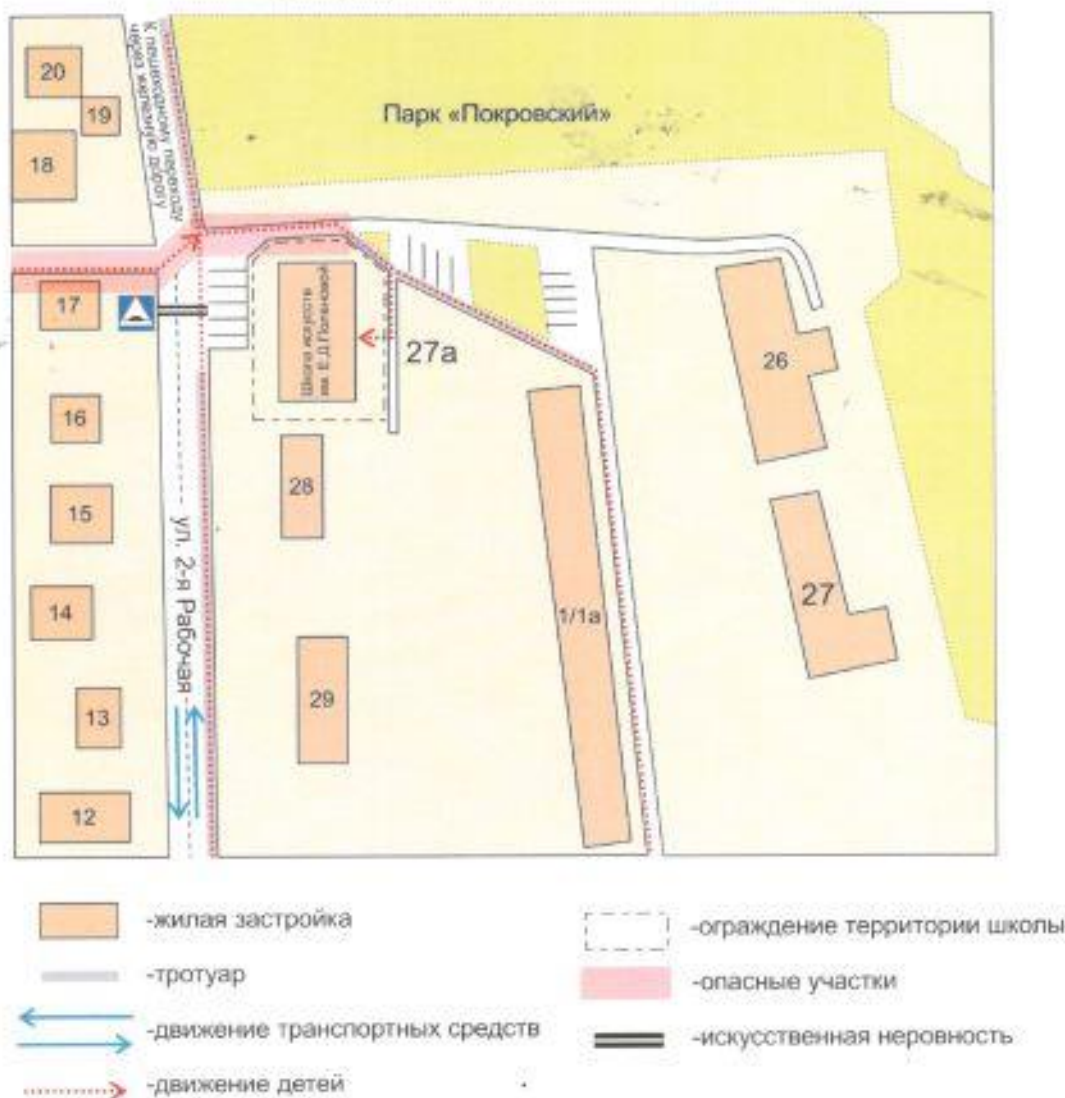 20
19
18
К пешеходному переходу
через железную дорогу
Парк «Покровский»
17
Школа искусств
им. Е.Д.Поленовой
27а
26
16
28
15
ул. 2-я Рабочая
14
27
1/1а
29
13
12
-жилая застройка
-тротуар
-движение транспортных средств
-движение детей
-ограждение территории школы
-опасные участки
-искусственная неровность